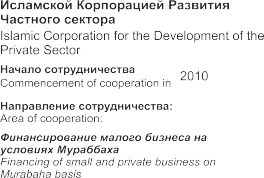 Исламской Корпорацией Развития
Частного сектора
Islamic Corporation for the Development of the
Private Sector
Начало сотрудничества
Commencement of cooperation in 2010
Направление сотрудничества:
Area of cooperation:
Финансирование малого бизнеса на
условиях Мураббаха
Financing of small and private business on
Murabaha basis